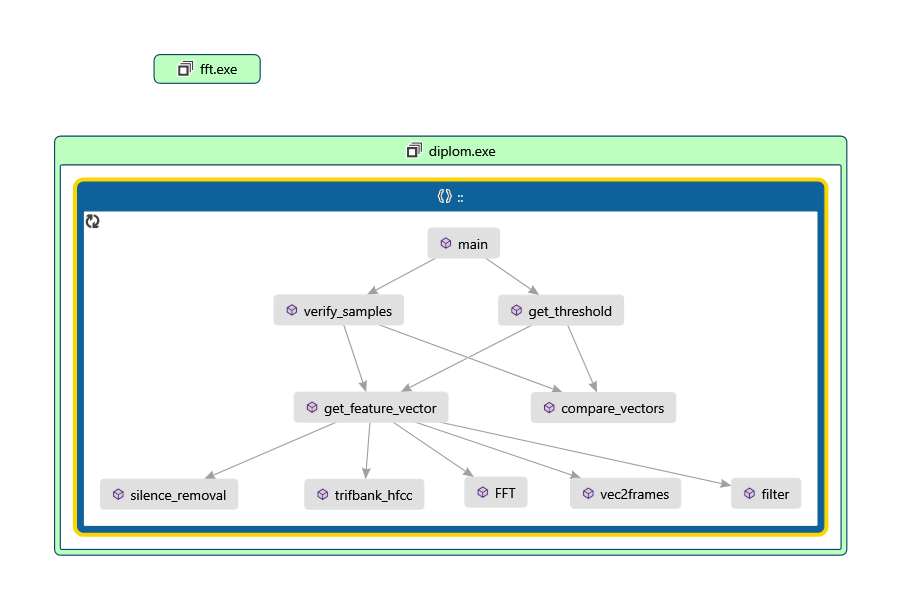 fft.exe
diplom.exe
{} ::
main
verify_samples
get_threshold
get_feature_vector
compare_vectors
silence_removal
trifbank_hfcc
FFT
vec2frames
filter